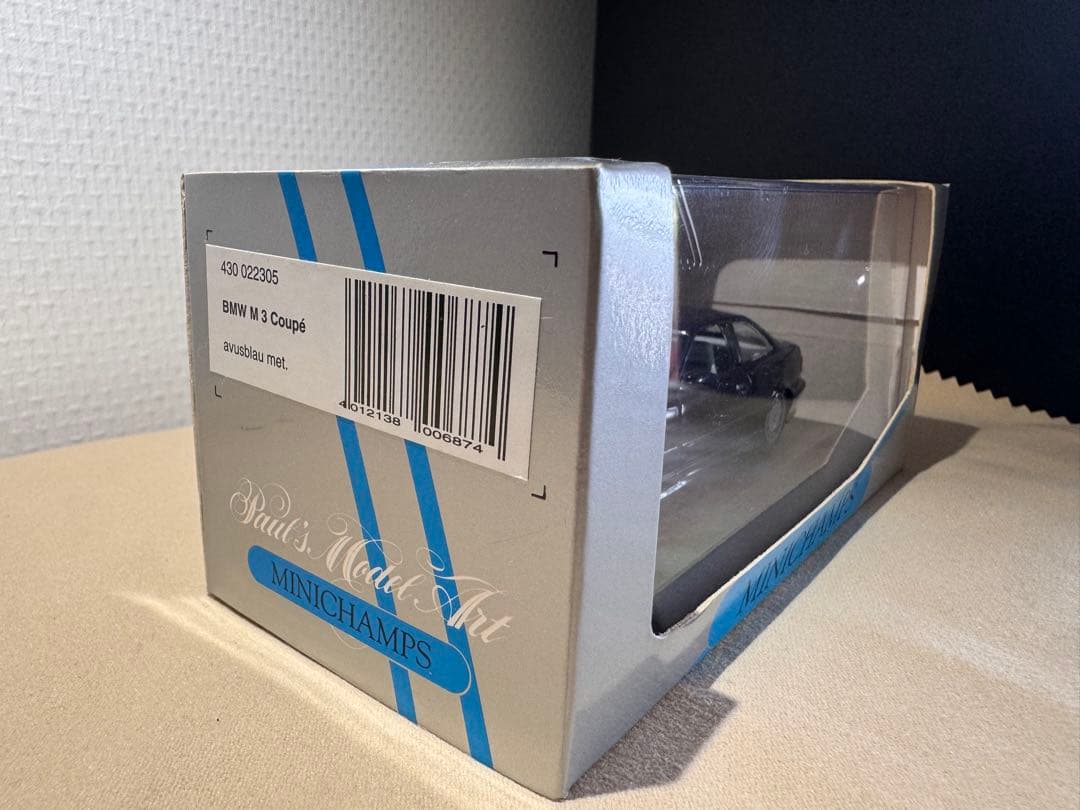 430 022305
BMW M 3 Coupé
avusblau met.
4 012138 006874
Paul's Model Art
MINICHAMPS
MINICHAMPS